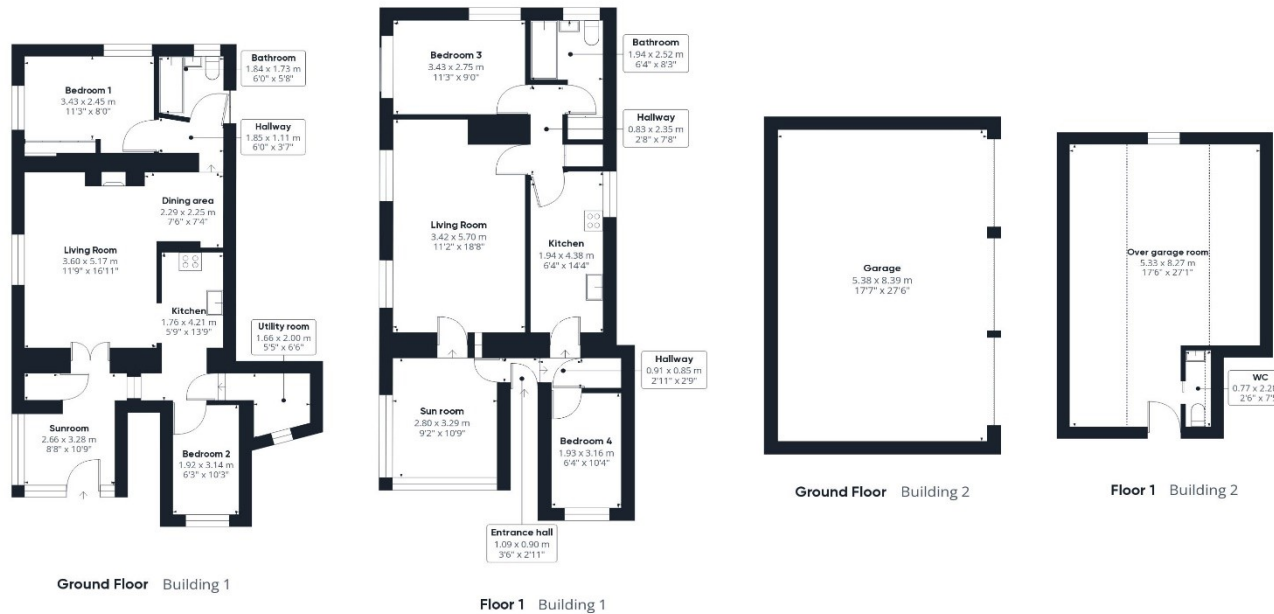 Bathroom
1.84 x 1.73 m
6'0" x 5'8"
Bedroom 1
3.43 x 2.45 m
11'3" x 8'0"
Hallway
1.85 x 1.11 m
6'0" x 3'7"
Dining area
2.29 x 2.25 m
7'6" x 7'4"
Living Room
3.60 x 5.17 m
11'9" x 16'11"
Kitchen
1.76 x 4.21 m
5'9" x 13'9"
Utility room
1.66 x 2.00 m
5'5" x 6'6"
Sunroom
2.66 x 3.28 m
8'8" x 10'9"
Bedroom 2
1.92 x 3.14 m
6'3" x 10'3"
Ground Floor Building 1
Bedroom 3
3.43 x 2.75 m
11'3" x 9'0"
Bathroom
1.94 x 2.52 m
6'4" x 8'3"
Hallway
0.83 x 2.35 m
2'8" x 7'8"
Living Room
3.42 x 5.70 m
11'2" x 18'8"
Kitchen
1.94 x 4.38 m
6'4" x 14'4"
Hallway
0.91 x 0.85 m
2'11" x 2'9"
Sun room
2.80 x 3.29 m
9'2" x 10'9"
Bedroom 4
1.93 x 3.16 m
6'4" x 10'4"
Entrance hall
1.09 x 0.90 m
3'6" x 2'11"
Floor 1 Building 1
Garage
5.38 x 8.39 m
17'7" x 27'6"
Ground Floor Building 2
Over garage room
5.33 x 8.27 m
17'6" x 27'1"
WC
0.77 x
2'6" x
Floor 1 Building 2